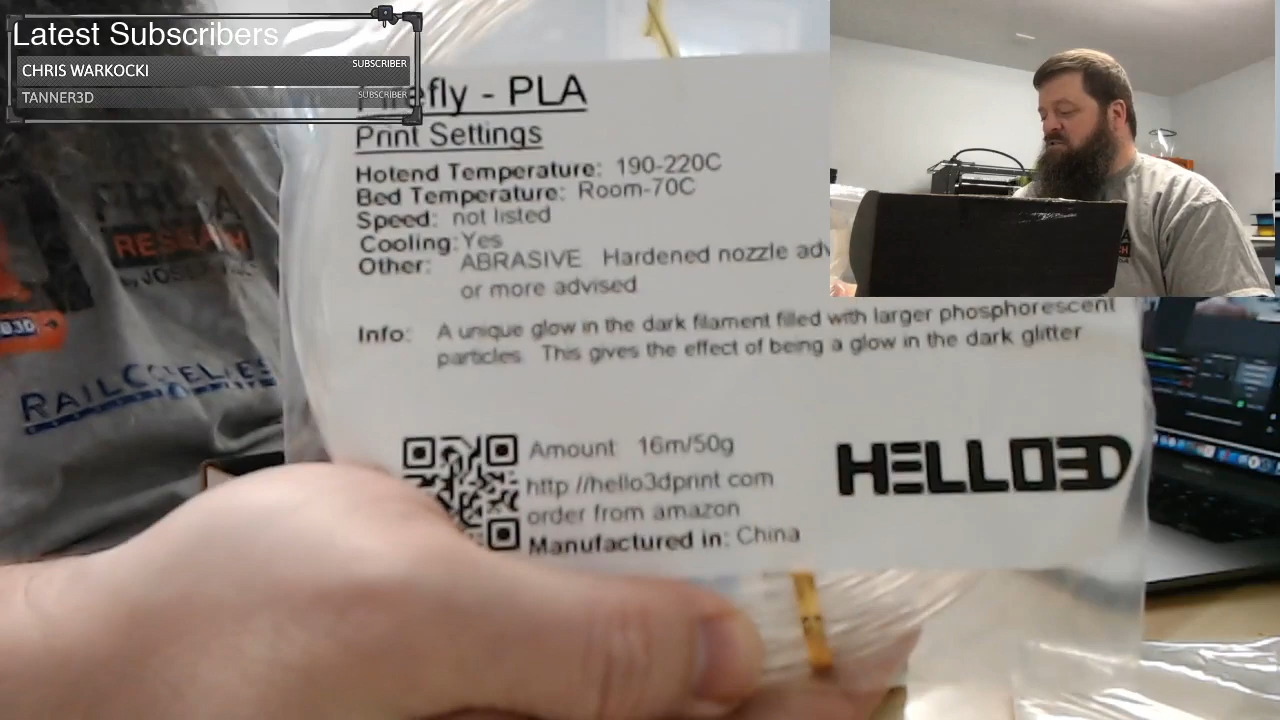 Latest Subscribers
CHRIS WARKOCKI SUBSCRIBER
TANNER3D SUBSCRIBER
Firefly - PLA
Print Settings
Hotend Temperature: 190-220C
Bed Temperature: Room-70C
Speed: not listed
Cooling: Yes
Other: ABRASIVE Hardened nozzle
or more advised
Info: A unique glow in the dark filament filled with larger phosphorescent
particles. This gives the effect of being a glow in the dark glitter
Amount: 16m/50g
http://hello3dprint.com
order from amazon
Manufactured in: China
HELLO3D